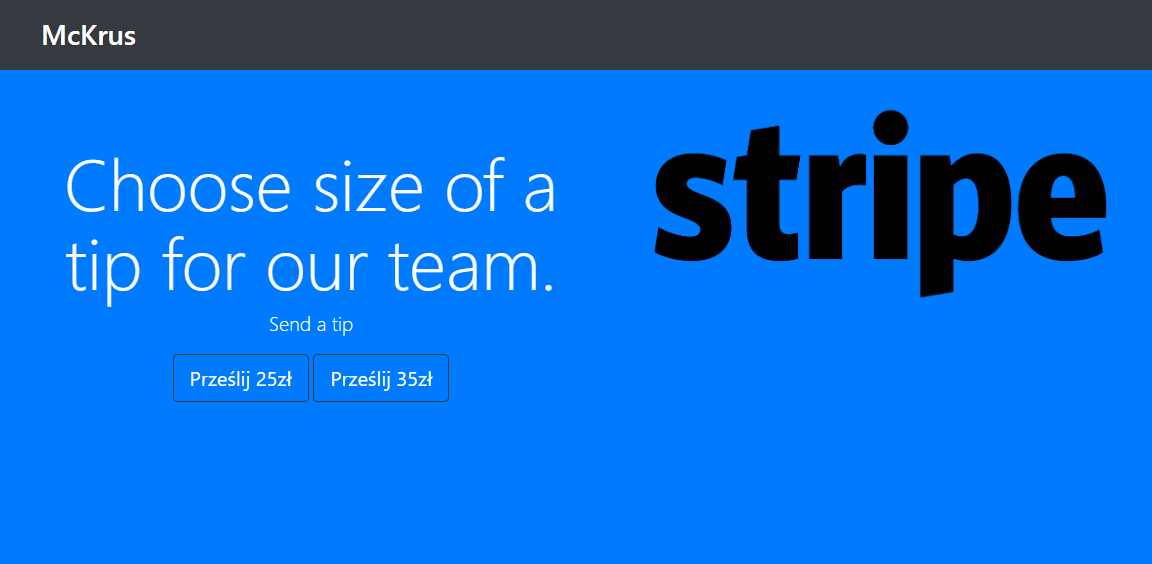 McKrus
Choose size of a
tip for our team.
Send a tip
Prześlij 25zł Prześlij 35zł
stripe